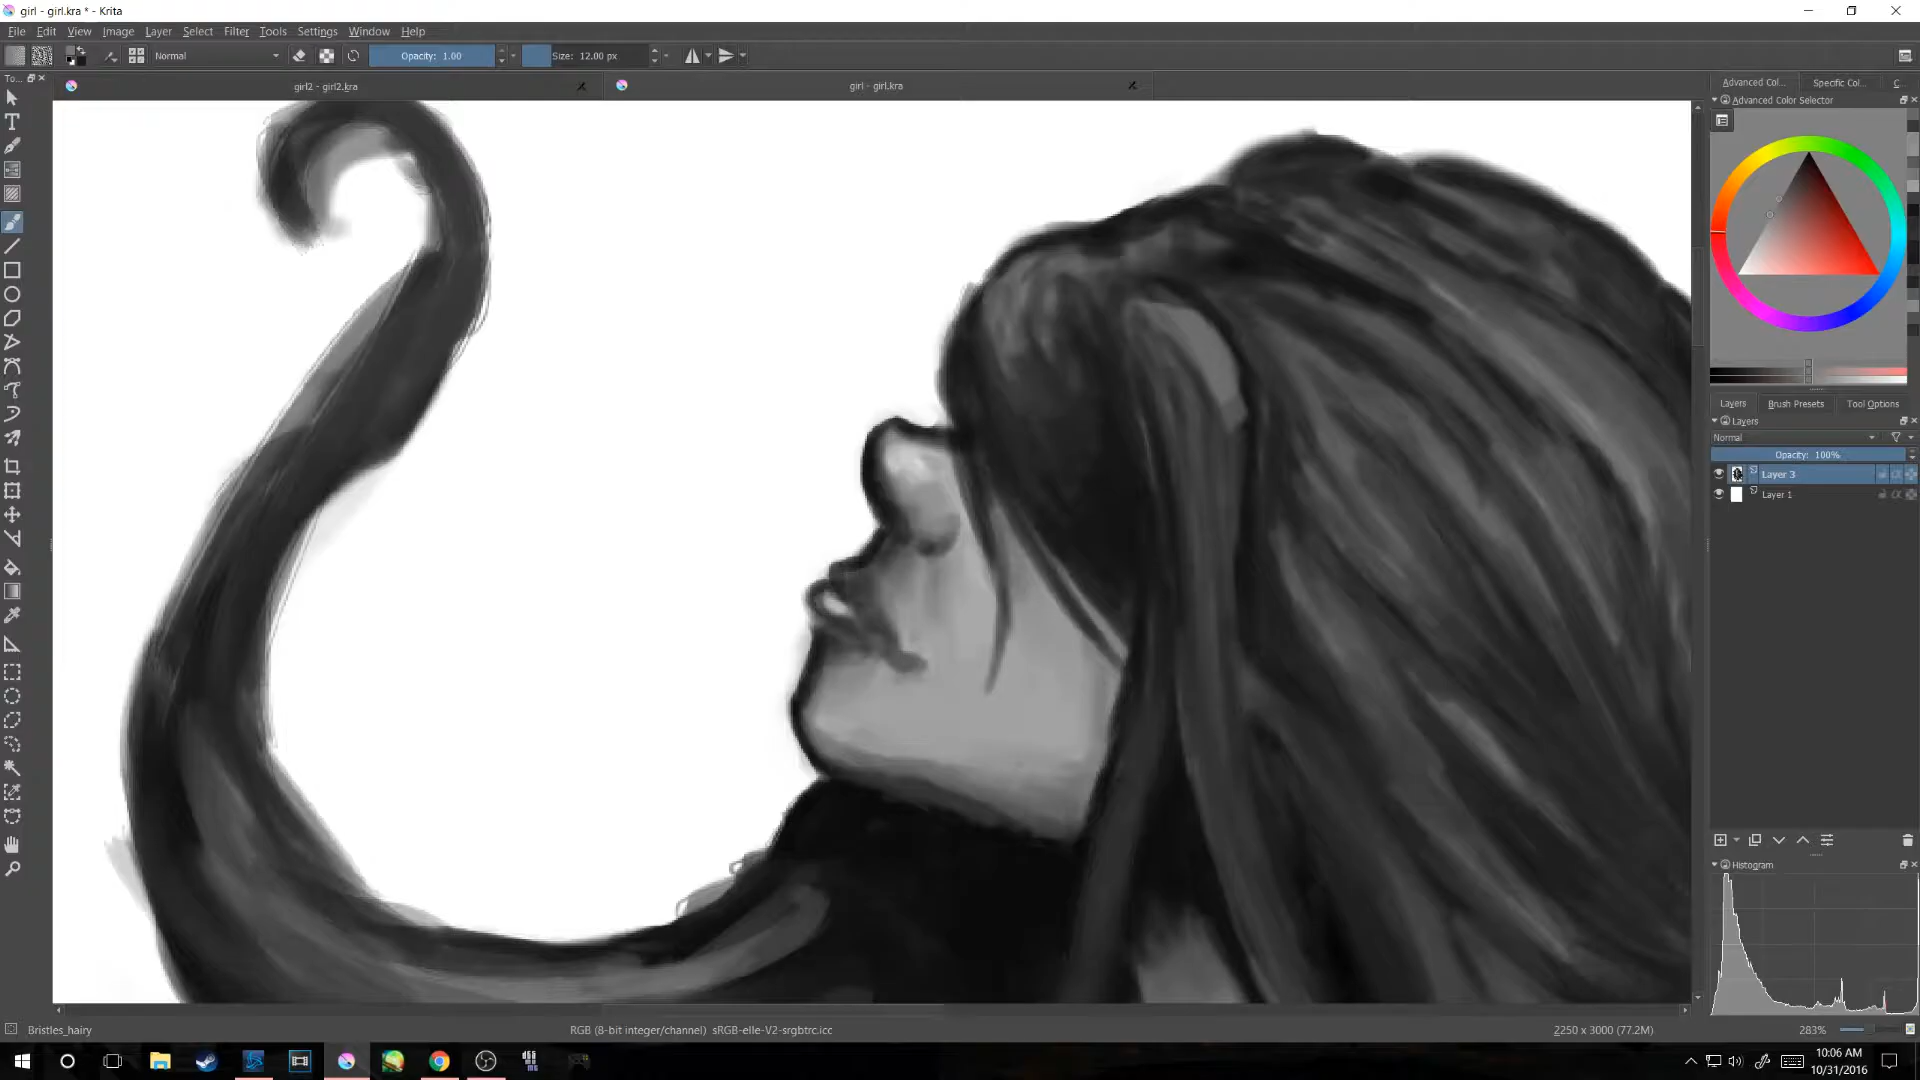 girl - girl.kra * - Krita
File Edit View Image Layer Select Filter Tools Settings Window Help
Normal Opacity: 1.00 Size: 12.00 px
To...
girl2 - girl2.kra girl - girl.kra
Advanced Col... Specific Col... C...
Advanced Color Selector
Layers Brush Presets Tool Options
Layers
Normal
Opacity: 100%
Layer 3
Layer 1
Histogram
Bristles_hairy RGB (8-bit integer/channel) sRGB-elle-V2-srgbtrc.icc 2250 x 3000 (77.2M) 283%
10:06 AM
10/31/2016